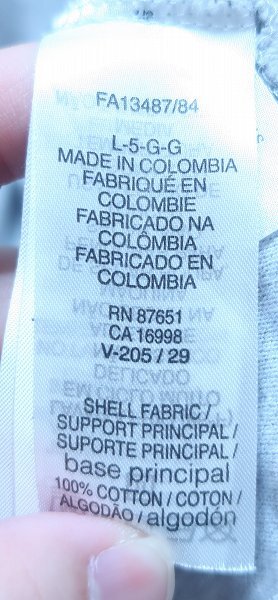 FA13487/84
L-5-G-G
MADE IN COLOMBIA
FABRIQUÉ EN
COLOMBIE
FABRICADO NA
COLÔMBIA
FABRICADO EN
COLOMBIA
RN 87651
CA 16998
V-205 / 29
SHELL FABRIC /
SUPPORT PRINCIPAL /
SUPORTE PRINCIPAL /
base principal
100% COTTON / COTON /
ALGODÃO / algodón